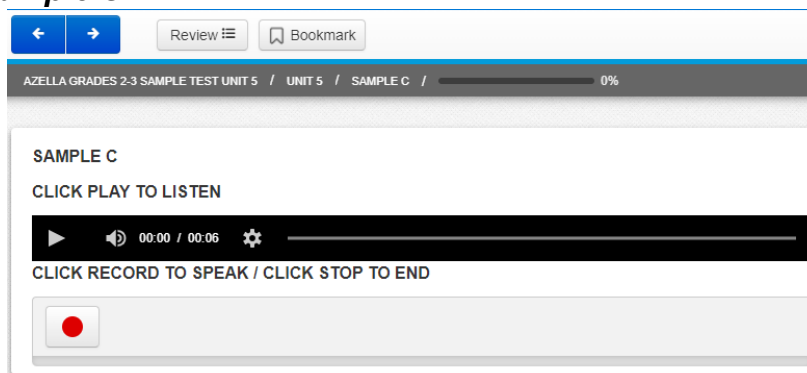 Review
Bookmark
AZELLA GRADES 2-3 SAMPLE TEST UNIT 5 / UNIT 5 / SAMPLE C / 0%
SAMPLE C
CLICK PLAY TO LISTEN
00:00 / 00:06
CLICK RECORD TO SPEAK / CLICK STOP TO END